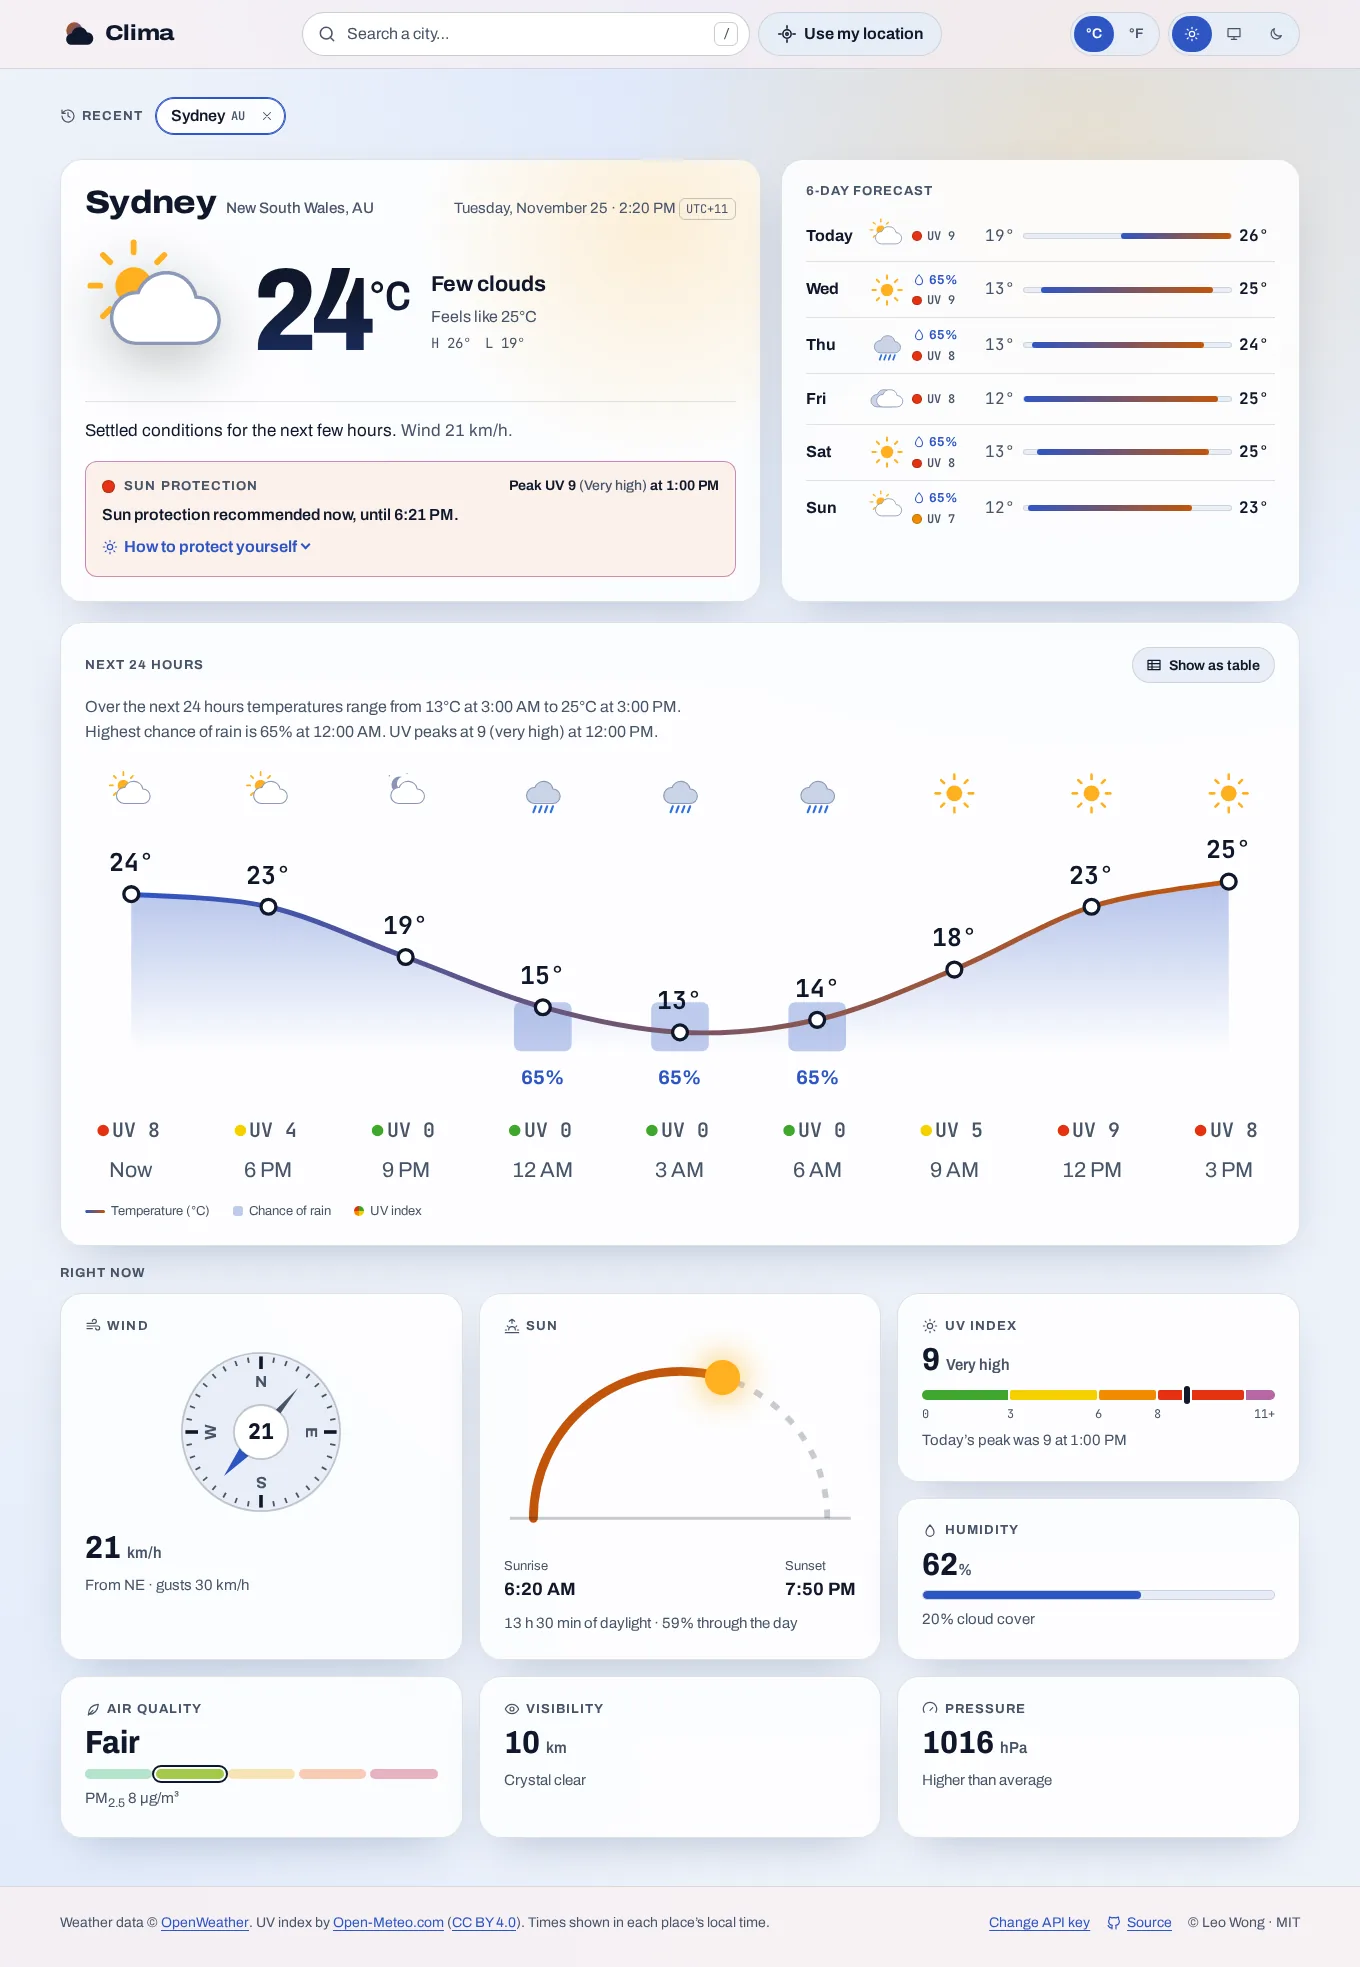 Clima
Search a city...
/
Use my location
°C °F
RECENT Sydney AU
Sydney New South Wales, AU
Tuesday, November 25 · 2:20 PM UTC+11
24°C
Few clouds
Feels like 25°C
H 26° L 19°
Settled conditions for the next few hours. Wind 21 km/h.
SUN PROTECTION
Peak UV 9 (Very high) at 1:00 PM
Sun protection recommended now, until 6:21 PM.
How to protect yourself
6-DAY FORECAST
Today UV 9 19° 26°
Wed 65% UV 9 13° 25°
Thu 65% UV 8 13° 24°
Fri UV 8 12° 25°
Sat 65% UV 8 13° 25°
Sun 65% UV 7 12° 23°
NEXT 24 HOURS
Show as table
Over the next 24 hours temperatures range from 13°C at 3:00 AM to 25°C at 3:00 PM.
Highest chance of rain is 65% at 12:00 AM. UV peaks at 9 (very high) at 12:00 PM.
24° 23° 19° 15° 13° 14° 18° 23° 25°
65% 65% 65%
UV 8 UV 4 UV 0 UV 0 UV 0 UV 0 UV 5 UV 9 UV 8
Now 6 PM 9 PM 12 AM 3 AM 6 AM 9 AM 12 PM 3 PM
Temperature (°C) Chance of rain UV index
RIGHT NOW
WIND
N
W 21 E
S
21 km/h
From NE · gusts 30 km/h
SUN
Sunrise Sunset
6:20 AM 7:50 PM
13 h 30 min of daylight · 59% through the day
UV INDEX
9 Very high
0 3 6 8 11+
Today's peak was 9 at 1:00 PM
HUMIDITY
62%
20% cloud cover
AIR QUALITY
Fair
PM2.5 8 µg/m³
VISIBILITY
10 km
Crystal clear
PRESSURE
1016 hPa
Higher than average
Weather data © OpenWeather. UV index by Open-Meteo.com (CC BY 4.0). Times shown in each place's local time.
Change API key Source © Leo Wong · MIT